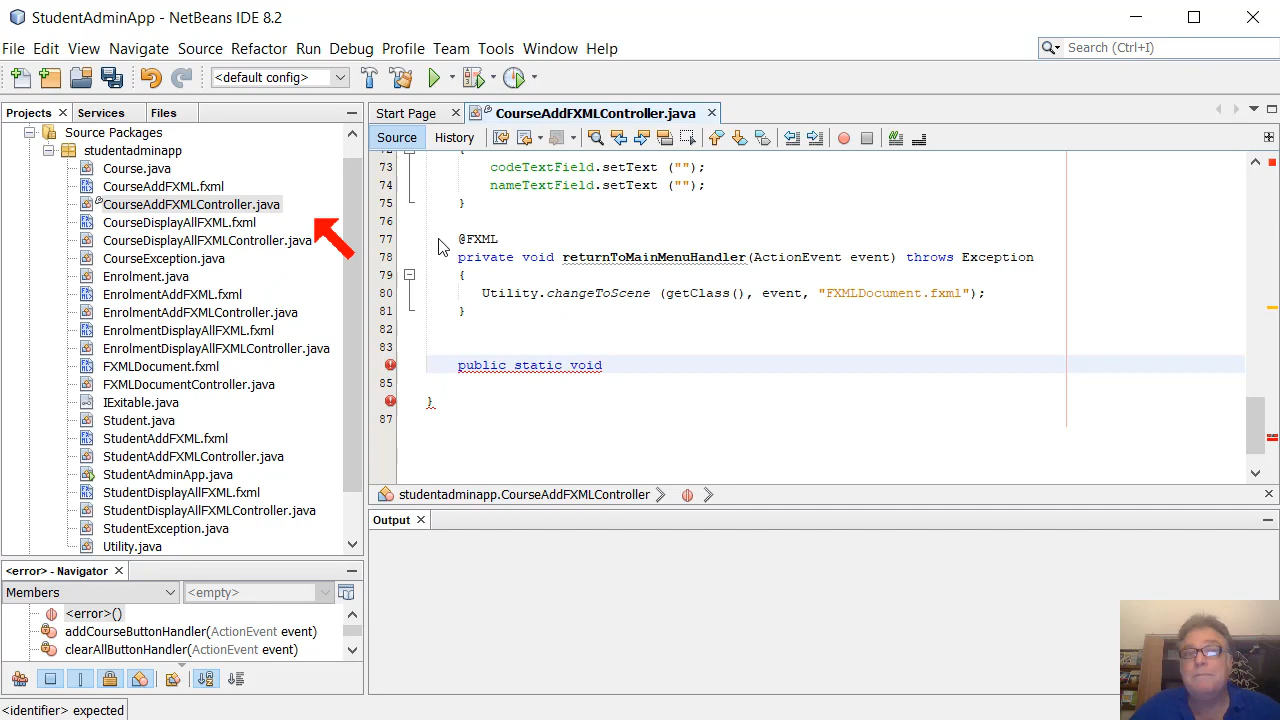 StudentAdminApp - NetBeans IDE 8.2
File Edit View Navigate Source Refactor Run Debug Profile Team Tools Window Help
Search (Ctrl+I)
<default config>
Projects Services Files
Source Packages
studentadminapp
Course.java
CourseAddFXML.fxml
CourseAddFXMLController.java
CourseDisplayAllFXML.fxml
CourseDisplayAllFXMLController.java
CourseException.java
Enrolment.java
EnrolmentAddFXML.fxml
EnrolmentAddFXMLController.java
EnrolmentDisplayAllFXML.fxml
EnrolmentDisplayAllFXMLController.java
FXMLDocument.fxml
FXMLDocumentController.java
IExitable.java
Student.java
StudentAddFXML.fxml
StudentAddFXMLController.java
StudentAdminApp.java
StudentDisplayAllFXML.fxml
StudentDisplayAllFXMLController.java
StudentException.java
Utility.java
<error> - Navigator
Members <empty>
<error>()
addCourseButtonHandler(ActionEvent event)
clearAllButtonHandler(ActionEvent event)
<identifier> expected
Start Page CourseAddFXMLController.java
Source History
72 {
73 codeTextField.setText ("");
74 nameTextField.setText ("");
75 }
76
77 @FXML
78 private void returnToMainMenuHandler(ActionEvent event) throws Exception
79 {
80 Utility.changeToScene (getClass(), event, "FXMLDocument.fxml");
81 }
82
83
public static void
85
}
87
studentadminapp.CourseAddFXMLController
Output